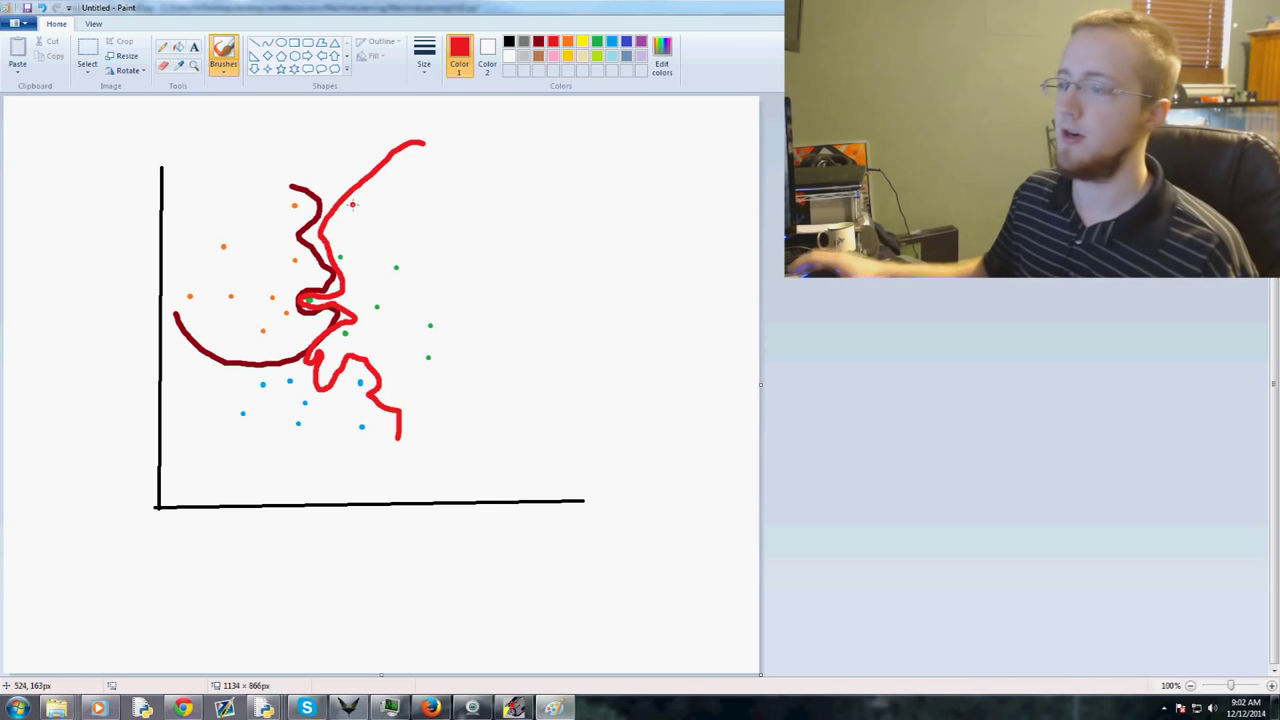 Untitled - Paint
Home View
Paste Cut Copy Clipboard
Select Crop Resize Rotate Image
Tools
Brushes
Shapes Outline Fill
Size
Color 1
Color 2
Edit colors
Colors
524, 163px
1134 × 866px
100%
9:02 AM
12/12/2014